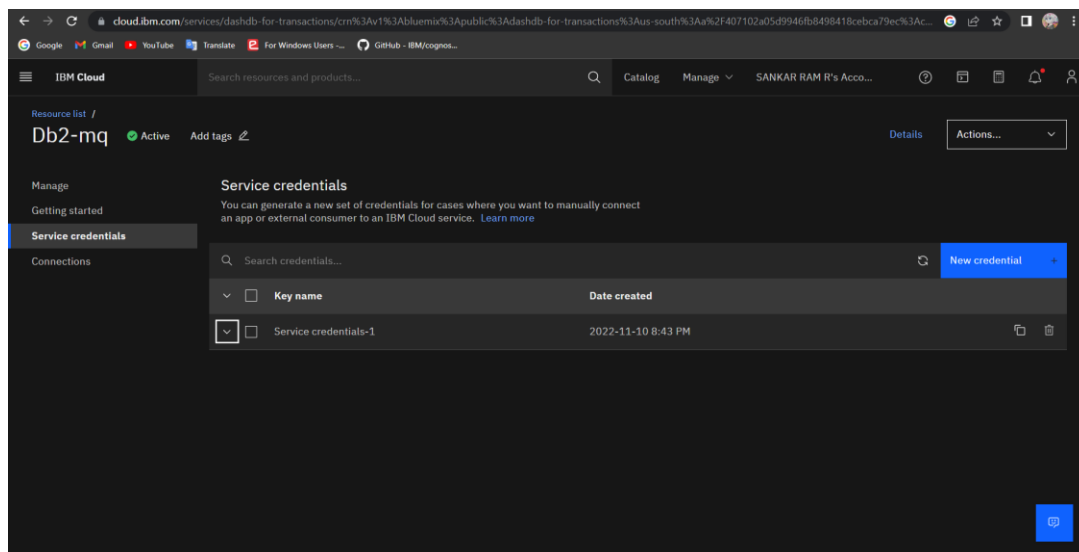 cloud.ibm.com/services/dashdb-for-transactions/crn%3Av1%3Abluemix%3Apublic%3Adashdb-for-transactions%3Aus-south%3Aa%2F407102a05d9946fb8498418cebca79ec%3Ac...
Google Gmail YouTube Translate For Windows Users -... GitHub - IBM/cognos...
IBM Cloud Search resources and products... Catalog Manage SANKAR RAM R's Acco...
Resource list /
Db2-mq Active Add tags Details Actions...
Manage
Getting started
Service credentials
Connections
Service credentials
You can generate a new set of credentials for cases where you want to manually connect
an app or external consumer to an IBM Cloud service. Learn more
Search credentials... New credential +
Key name Date created
Service credentials-1 2022-11-10 8:43 PM